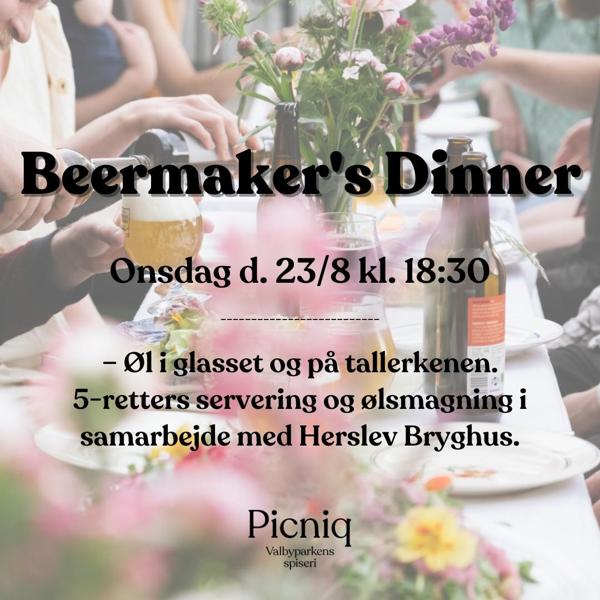 Beermaker's Dinner
Onsdag d. 23/8 kl. 18:30
---------------------------
– Øl i glasset og på tallerkenen.
5-retters servering og ølsmagning i
samarbejde med Herslev Bryghus.
Picniq
Valbyparkens
spiseri